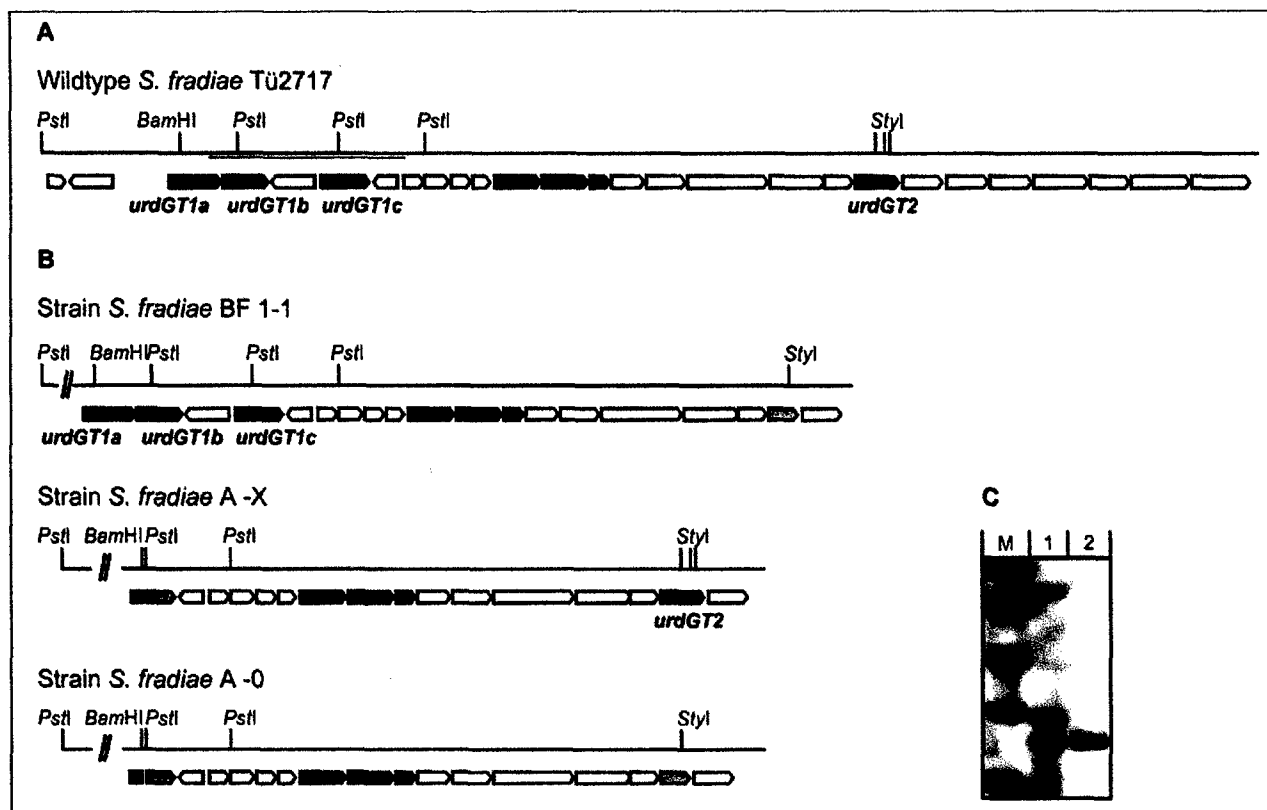 A
Wildtype S. fradiae Tü2717
PstI BamHI PstI PstI PstI StyI
urdGT1a urdGT1b urdGT1c urdGT2
B
Strain S. fradiae BF 1-1
PstI BamHI PstI PstI PstI StyI
urdGT1a urdGT1b urdGT1c
Strain S. fradiae A -X
PstI BamHI PstI PstI StyI
urdGT2
Strain S. fradiae A -0
PstI BamHI PstI PstI StyI
C
M 1 2